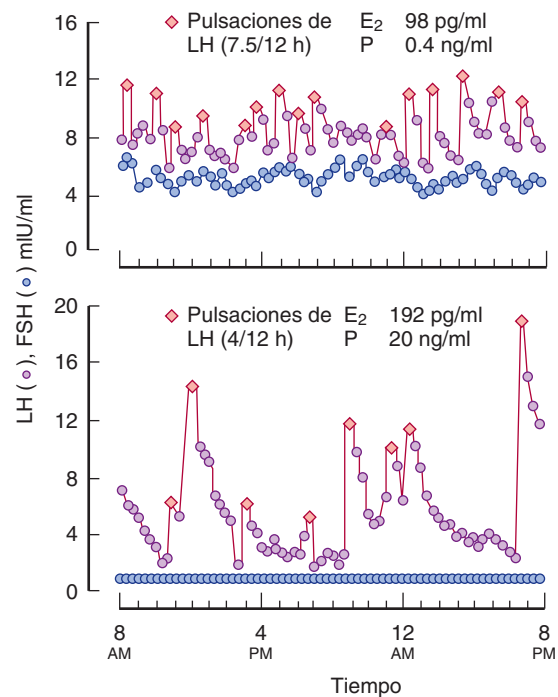 16
12
8
4
0
Pulsaciones de LH (7.5/12 h)
E₂ 98 pg/ml
P 0.4 ng/ml
LH (○), FSH (○) mIU/ml
20
16
12
8
4
0
Pulsaciones de LH (4/12 h)
E₂ 192 pg/ml
P 20 ng/ml
8 AM
4 PM
12 AM
8 PM
Tiempo